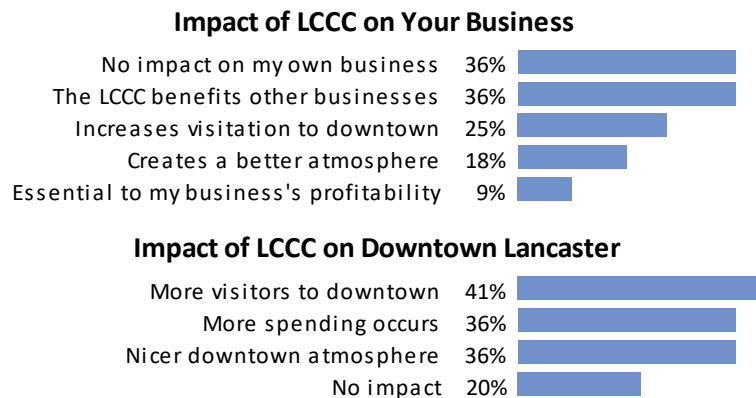 Impact of LCCC on Your Business
No impact on my own business 36%
The LCCC benefits other businesses 36%
Increases visitation to downtown 25%
Creates a better atmosphere 18%
Essential to my business's profitability 9%
Impact of LCCC on Downtown Lancaster
More visitors to downtown 41%
More spending occurs 36%
Nicer downtown atmosphere 36%
No impact 20%